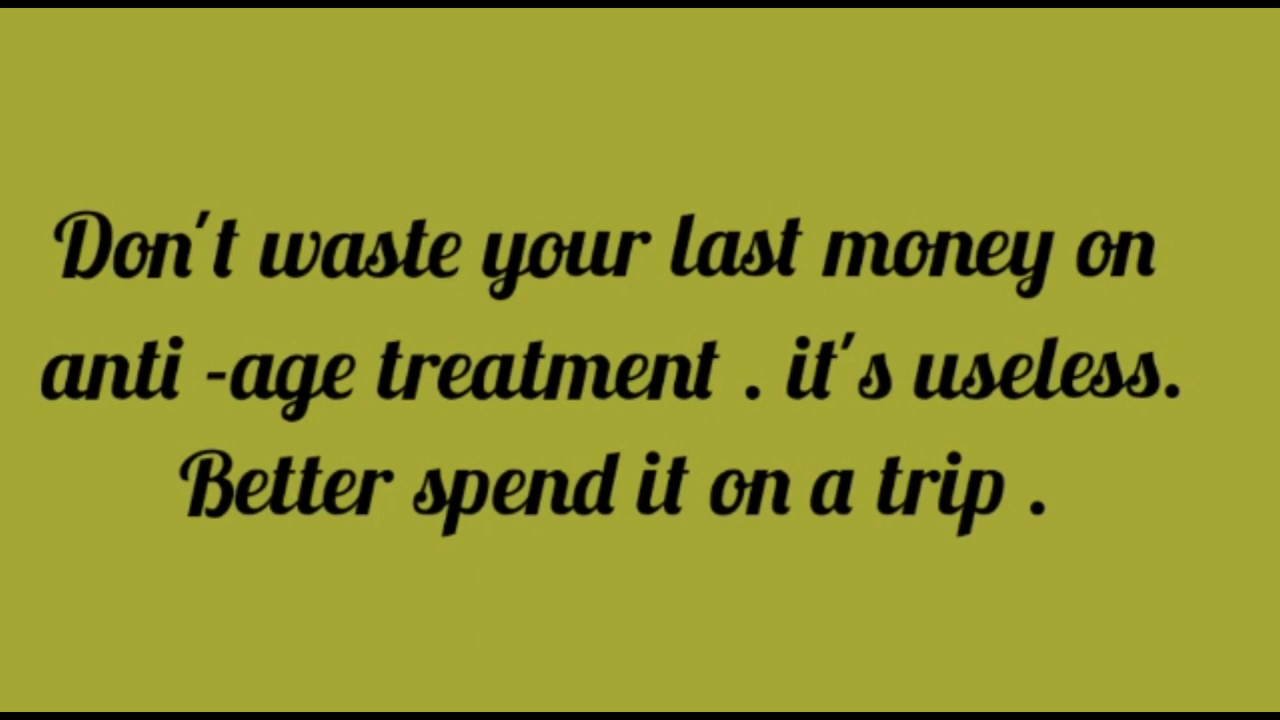 Don't waste your last money on
anti -age treatment . it's useless.
Better spend it on a trip .